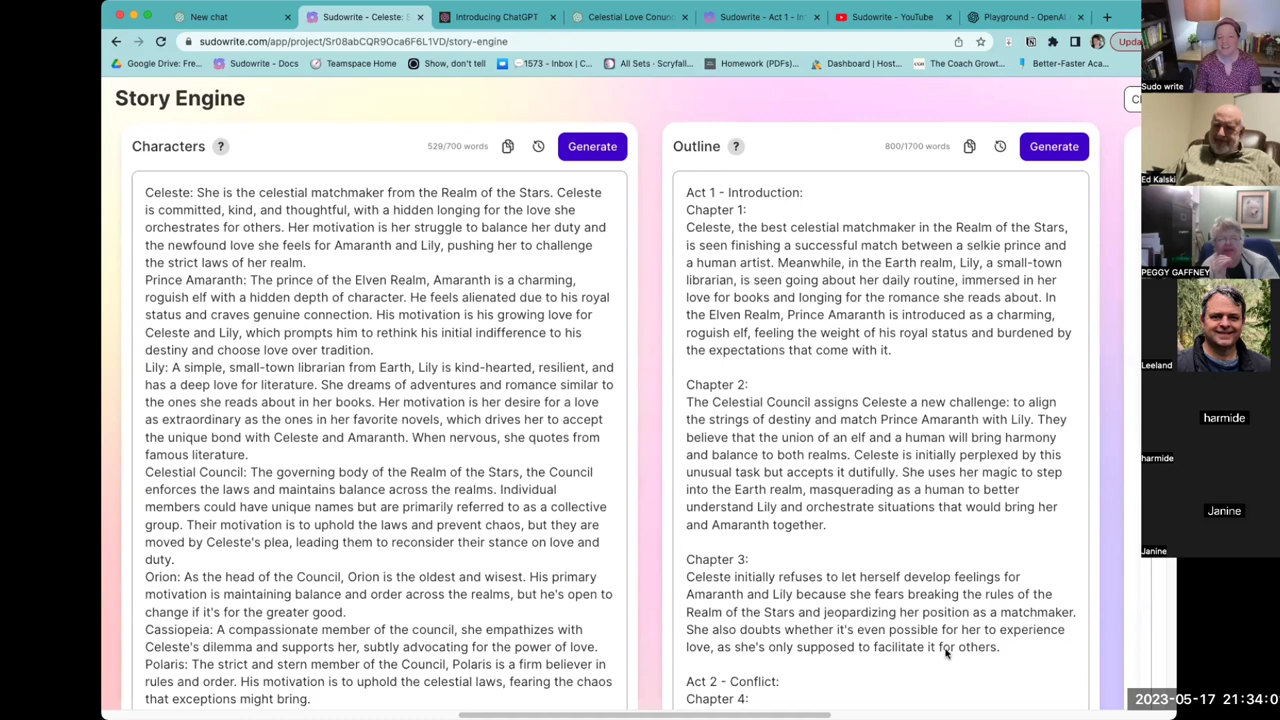 New chat
Sudowrite - Celeste: S
Introducing ChatGPT
Celestial Love Conun
Sudowrite - Act 1 - In
Sudowrite - YouTube
Playground - OpenAI
sudowrite.com/app/project/Sr08abCQR9Oca6F6L1VD/story-engine
Upda
Google Drive: Fre...
Sudowrite - Docs
Teamspace Home
Show, don't tell
1573 - Inbox | C...
All Sets · Scryfall...
Homework (PDFs)...
Dashboard | Host...
The Coach Growt...
Better-Faster Aca...
Story Engine
Characters ?
529/700 words
Generate
Celeste: She is the celestial matchmaker from the Realm of the Stars. Celeste
is committed, kind, and thoughtful, with a hidden longing for the love she
orchestrates for others. Her motivation is her struggle to balance her duty and
the newfound love she feels for Amaranth and Lily, pushing her to challenge
the strict laws of her realm.
Prince Amaranth: The prince of the Elven Realm, Amaranth is a charming,
roguish elf with a hidden depth of character. He feels alienated due to his royal
status and craves genuine connection. His motivation is his growing love for
Celeste and Lily, which prompts him to rethink his initial indifference to his
destiny and choose love over tradition.
Lily: A simple, small-town librarian from Earth, Lily is kind-hearted, resilient, and
has a deep love for literature. She dreams of adventures and romance similar to
the ones she reads about in her books. Her motivation is her desire for a love
as extraordinary as the ones in her favorite novels, which drives her to accept
the unique bond with Celeste and Amaranth. When nervous, she quotes from
famous literature.
Celestial Council: The governing body of the Realm of the Stars, the Council
enforces the laws and maintains balance across the realms. Individual
members could have unique names but are primarily referred to as a collective
group. Their motivation is to uphold the laws and prevent chaos, but they are
moved by Celeste's plea, leading them to reconsider their stance on love and
duty.
Orion: As the head of the Council, Orion is the oldest and wisest. His primary
motivation is maintaining balance and order across the realms, but he's open to
change if it's for the greater good.
Cassiopeia: A compassionate member of the council, she empathizes with
Celeste's dilemma and supports her, subtly advocating for the power of love.
Polaris: The strict and stern member of the Council, Polaris is a firm believer in
rules and order. His motivation is to uphold the celestial laws, fearing the chaos
that exceptions might bring.
Outline ?
800/1700 words
Generate
Act 1 - Introduction:
Chapter 1:
Celeste, the best celestial matchmaker in the Realm of the Stars,
is seen finishing a successful match between a selkie prince and
a human artist. Meanwhile, in the Earth realm, Lily, a small-town
librarian, is seen going about her daily routine, immersed in her
love for books and longing for the romance she reads about. In
the Elven Realm, Prince Amaranth is introduced as a charming,
roguish elf, feeling the weight of his royal status and burdened by
the expectations that come with it.
Chapter 2:
The Celestial Council assigns Celeste a new challenge: to align
the strings of destiny and match Prince Amaranth with Lily. They
believe that the union of an elf and a human will bring harmony
and balance to both realms. Celeste is initially perplexed by this
unusual task but accepts it dutifully. She uses her magic to step
into the Earth realm, masquerading as a human to better
understand Lily and orchestrate situations that would bring her
and Amaranth together.
Chapter 3:
Celeste initially refuses to let herself develop feelings for
Amaranth and Lily because she fears breaking the rules of the
Realm of the Stars and jeopardizing her position as a matchmaker.
She also doubts whether it's even possible for her to experience
love, as she's only supposed to facilitate it for others.
Act 2 - Conflict:
Chapter 4:
Sudo write
Ed Kalski
PEGGY GAFFNEY
Leeland
harmide
harmide
Janine
Janine
2023-05-17 21:34:0